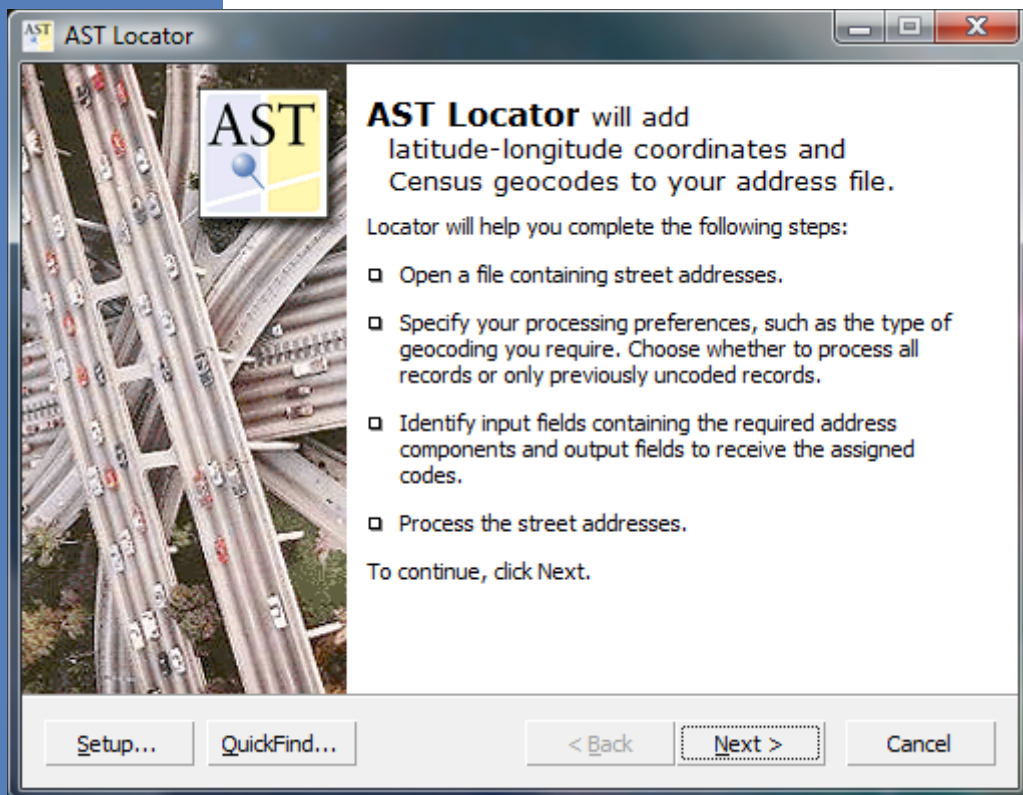 AST
AST Locator
X
AST
AST Locator will add
latitude-longitude coordinates and
Census geocodes to your address file.
Locator will help you complete the following steps:
Open a file containing street addresses.
Specify your processing preferences, such as the type of
geocoding you require. Choose whether to process all
records or only previously uncoded records.
Identify input fields containing the required address
components and output fields to receive the assigned
codes.
Process the street addresses.
To continue, click Next.
Setup... QuickFind... < Back Next > Cancel